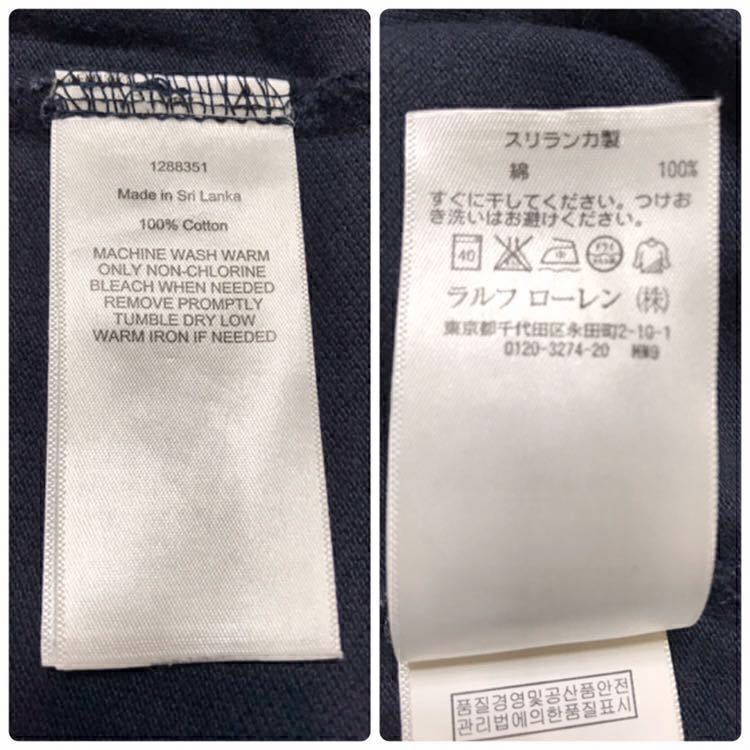 1288351
Made in Sri Lanka
100% Cotton
MACHINE WASH WARM
ONLY NON-CHLORINE
BLEACH WHEN NEEDED
REMOVE PROMPTLY
TUMBLE DRY LOW
WARM IRON IF NEEDED
スリランカ製
綿 100%
すぐに干してください。つけお
き洗いはお避けください。
40 中 ドライ
ラルフ ローレン (株)
東京都千代田区永田町2-10-1
0120-3274-20 MW9
품질경영및공산품안전
관리법에의한품질표시